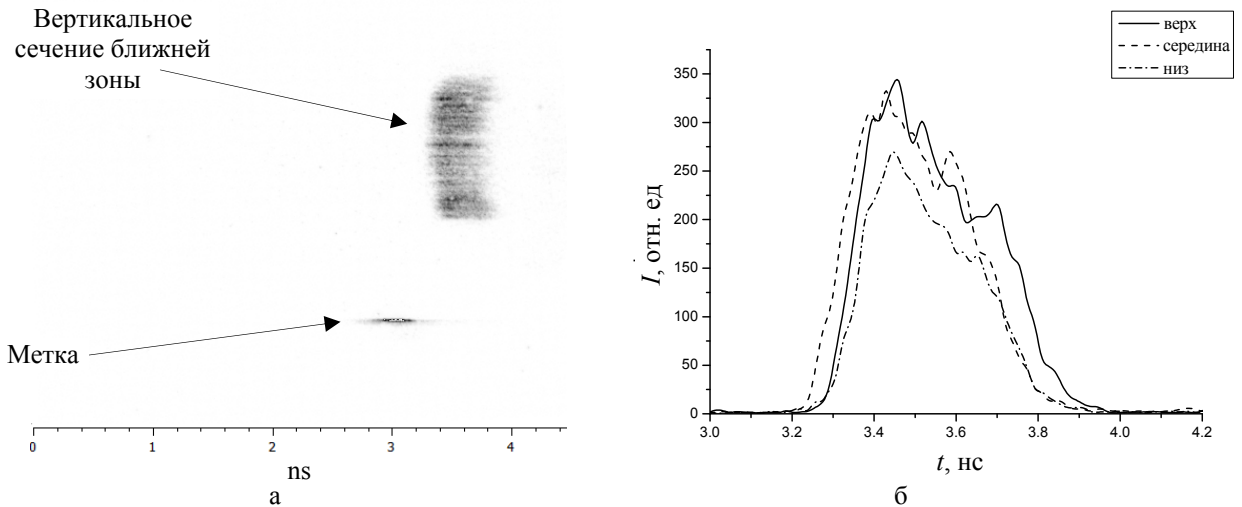 Вертикальное
сечение ближней
зоны
Метка
0 1 2 3 4
ns
а
верх
середина
низ
350
300
250
200
150
100
50
0
I, отн. ед
3.0 3.2 3.4 3.6 3.8 4.0 4.2
t, нс
б